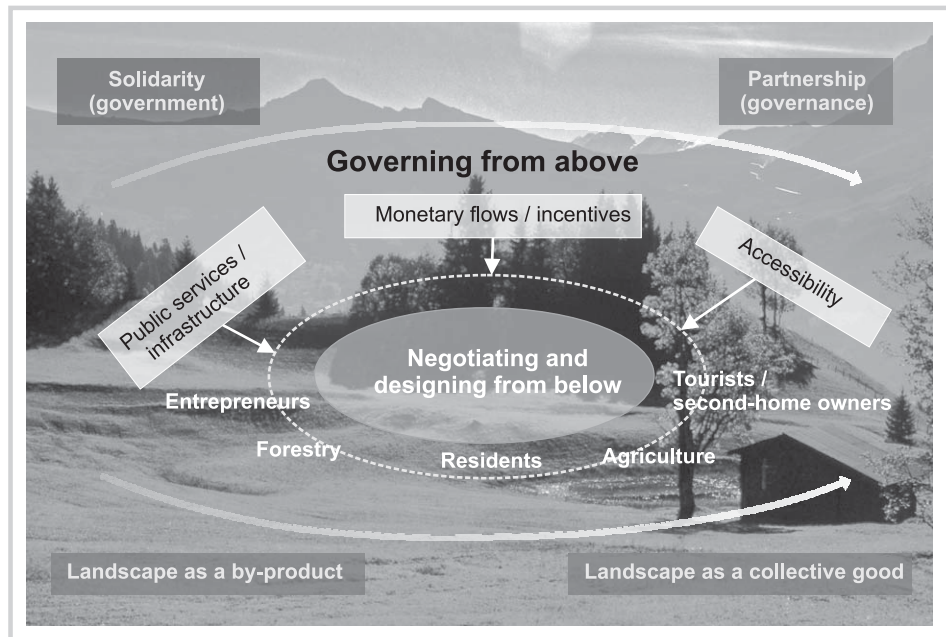 Solidarity
(government)
Partnership
(governance)
Governing from above
Monetary flows / incentives
Public services /
infrastructure
Accessibility
Negotiating and
designing from below
Entrepreneurs
Tourists /
second-home owners
Forestry
Residents
Agriculture
Landscape as a by-product
Landscape as a collective good